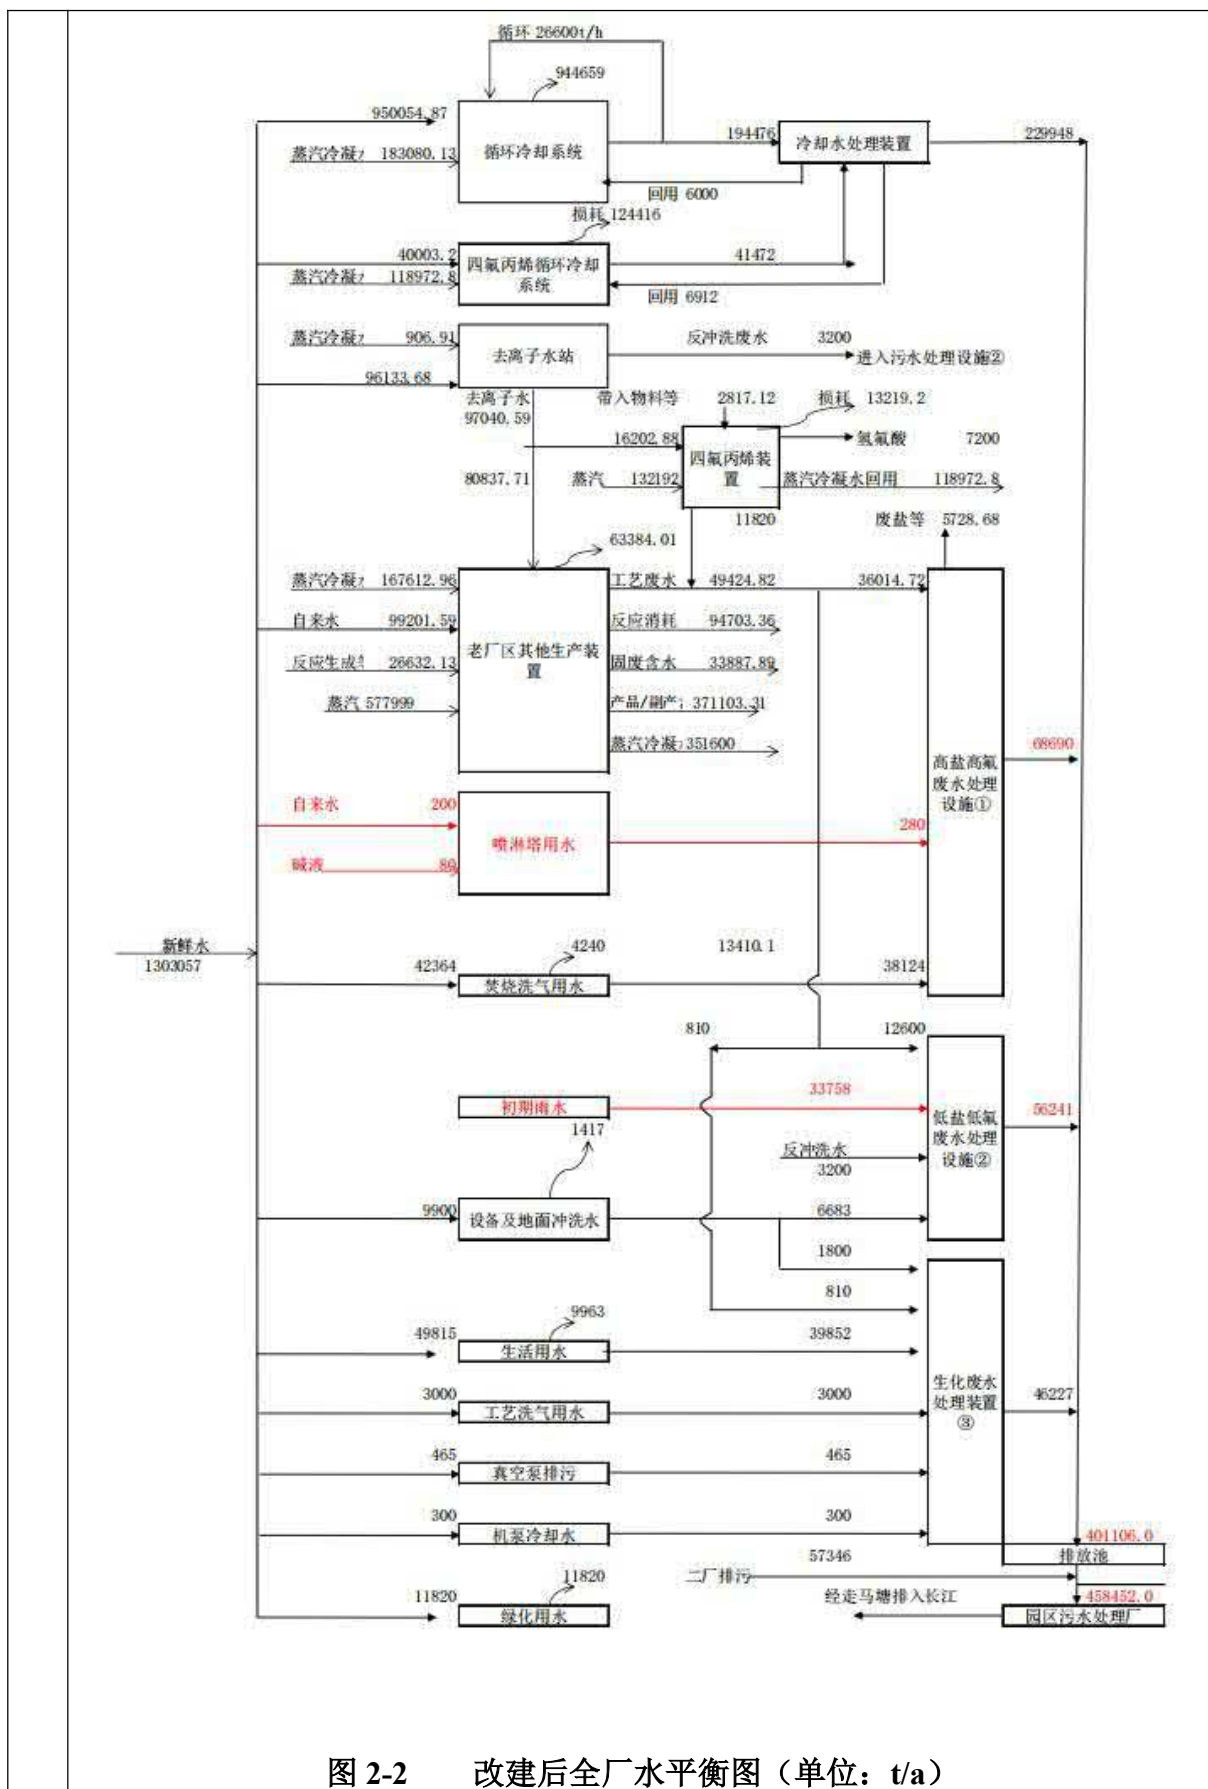 循环 26600t/h
944659
950054.87
蒸汽冷凝 183080.13
循环冷却系统
194476
冷却水处理装置
229948
回用 6000
损耗 124416
40003.2
蒸汽冷凝 118972.8
四氟丙烯循环冷却
系统
41472
回用 6912
蒸汽冷凝 906.91
96133.68
去离子水站
反冲洗废水 3200
进入污水处理设施②
去离子水
97040.59
带入物料等 2817.12
损耗 13219.2
16202.88
四氟丙烯装
置
氢氟酸 7200
80837.71
蒸汽 132192
蒸汽冷凝水回用 118972.8
11820
废盐等 5728.68
63384.01
蒸汽冷凝 167612.96
工艺废水 49424.82
36014.72
自来水 99201.59
反应消耗 94703.36
老厂区其他生产装
置
反应生成 26632.13
固废含水 33887.89
蒸汽 577999
产品/副产 371103.31
蒸汽冷凝 351600
高盐高氟
废水处理
设施①
68690
自来水 200
喷淋塔用水
280
碱液 80
新鲜水
1303057
4240
13410.1
42364
焚烧洗气用水
38124
810
12600
初期雨水
33758
低盐低氟
废水处理
设施②
56241
1417
反冲洗水
3200
9900
设备及地面冲洗水
6683
1800
810
9963
49815
生活用水
39852
生化废水
处理装置
③
46227
3000
工艺洗气用水
3000
465
真空泵排污
465
300
机泵冷却水
300
401106.0
排放池
57346
二厂排污
11820
11820
绿化用水
经走马塘排入长江
458452.0
园区污水处理厂
图 2-2 改建后全厂水平衡图（单位：t/a）